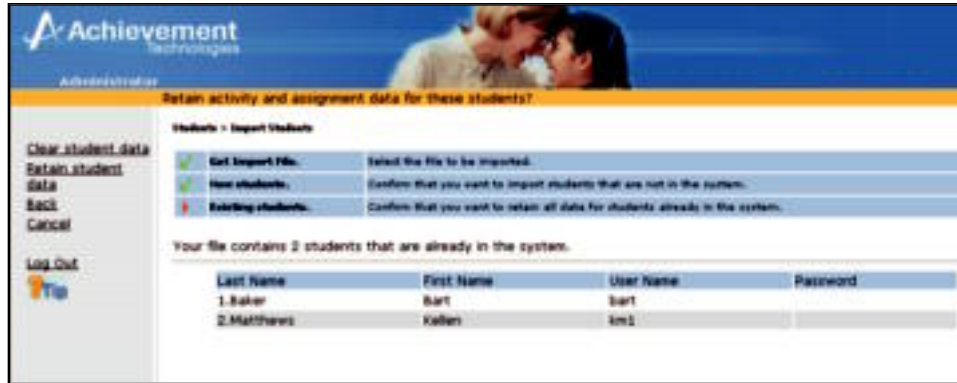 Achievement
Technologies
Administrator
Retain activity and assignment data for these students?
Students > Import Students
Clear student data
Retain student
data
Back
Cancel
Log Out
Tip
Get Import File. Select the file to be imported.
New students. Confirm that you want to import students that are not in the system.
Existing students. Confirm that you want to retain all data for students already in the system.
Your file contains 2 students that are already in the system.
Last Name First Name User Name Password
1.Baker Bart bart
2.Matthews Kellen km1